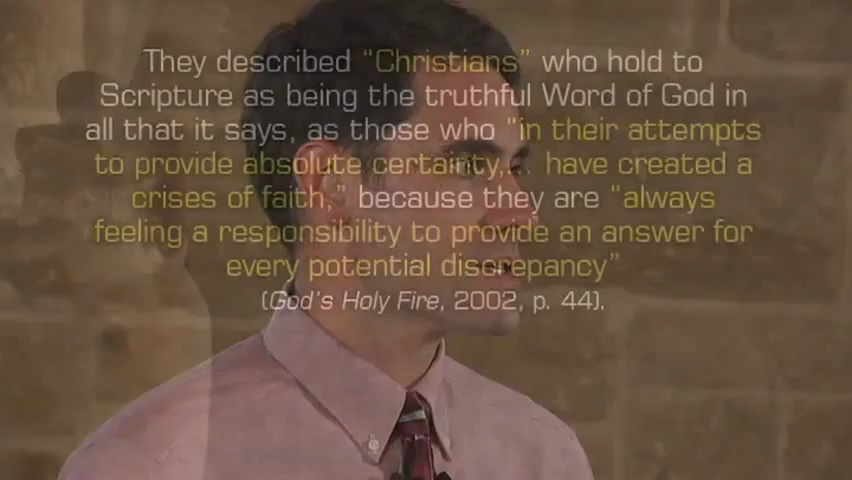 They described “Christians” who hold to
Scripture as being the truthful Word of God in
all that it says, as those who “in their attempts
to provide absolute certainty,... have created a
crises of faith,” because they are “always
feeling a responsibility to provide an answer for
every potential discrepancy”
(God’s Holy Fire, 2002, p. 44).